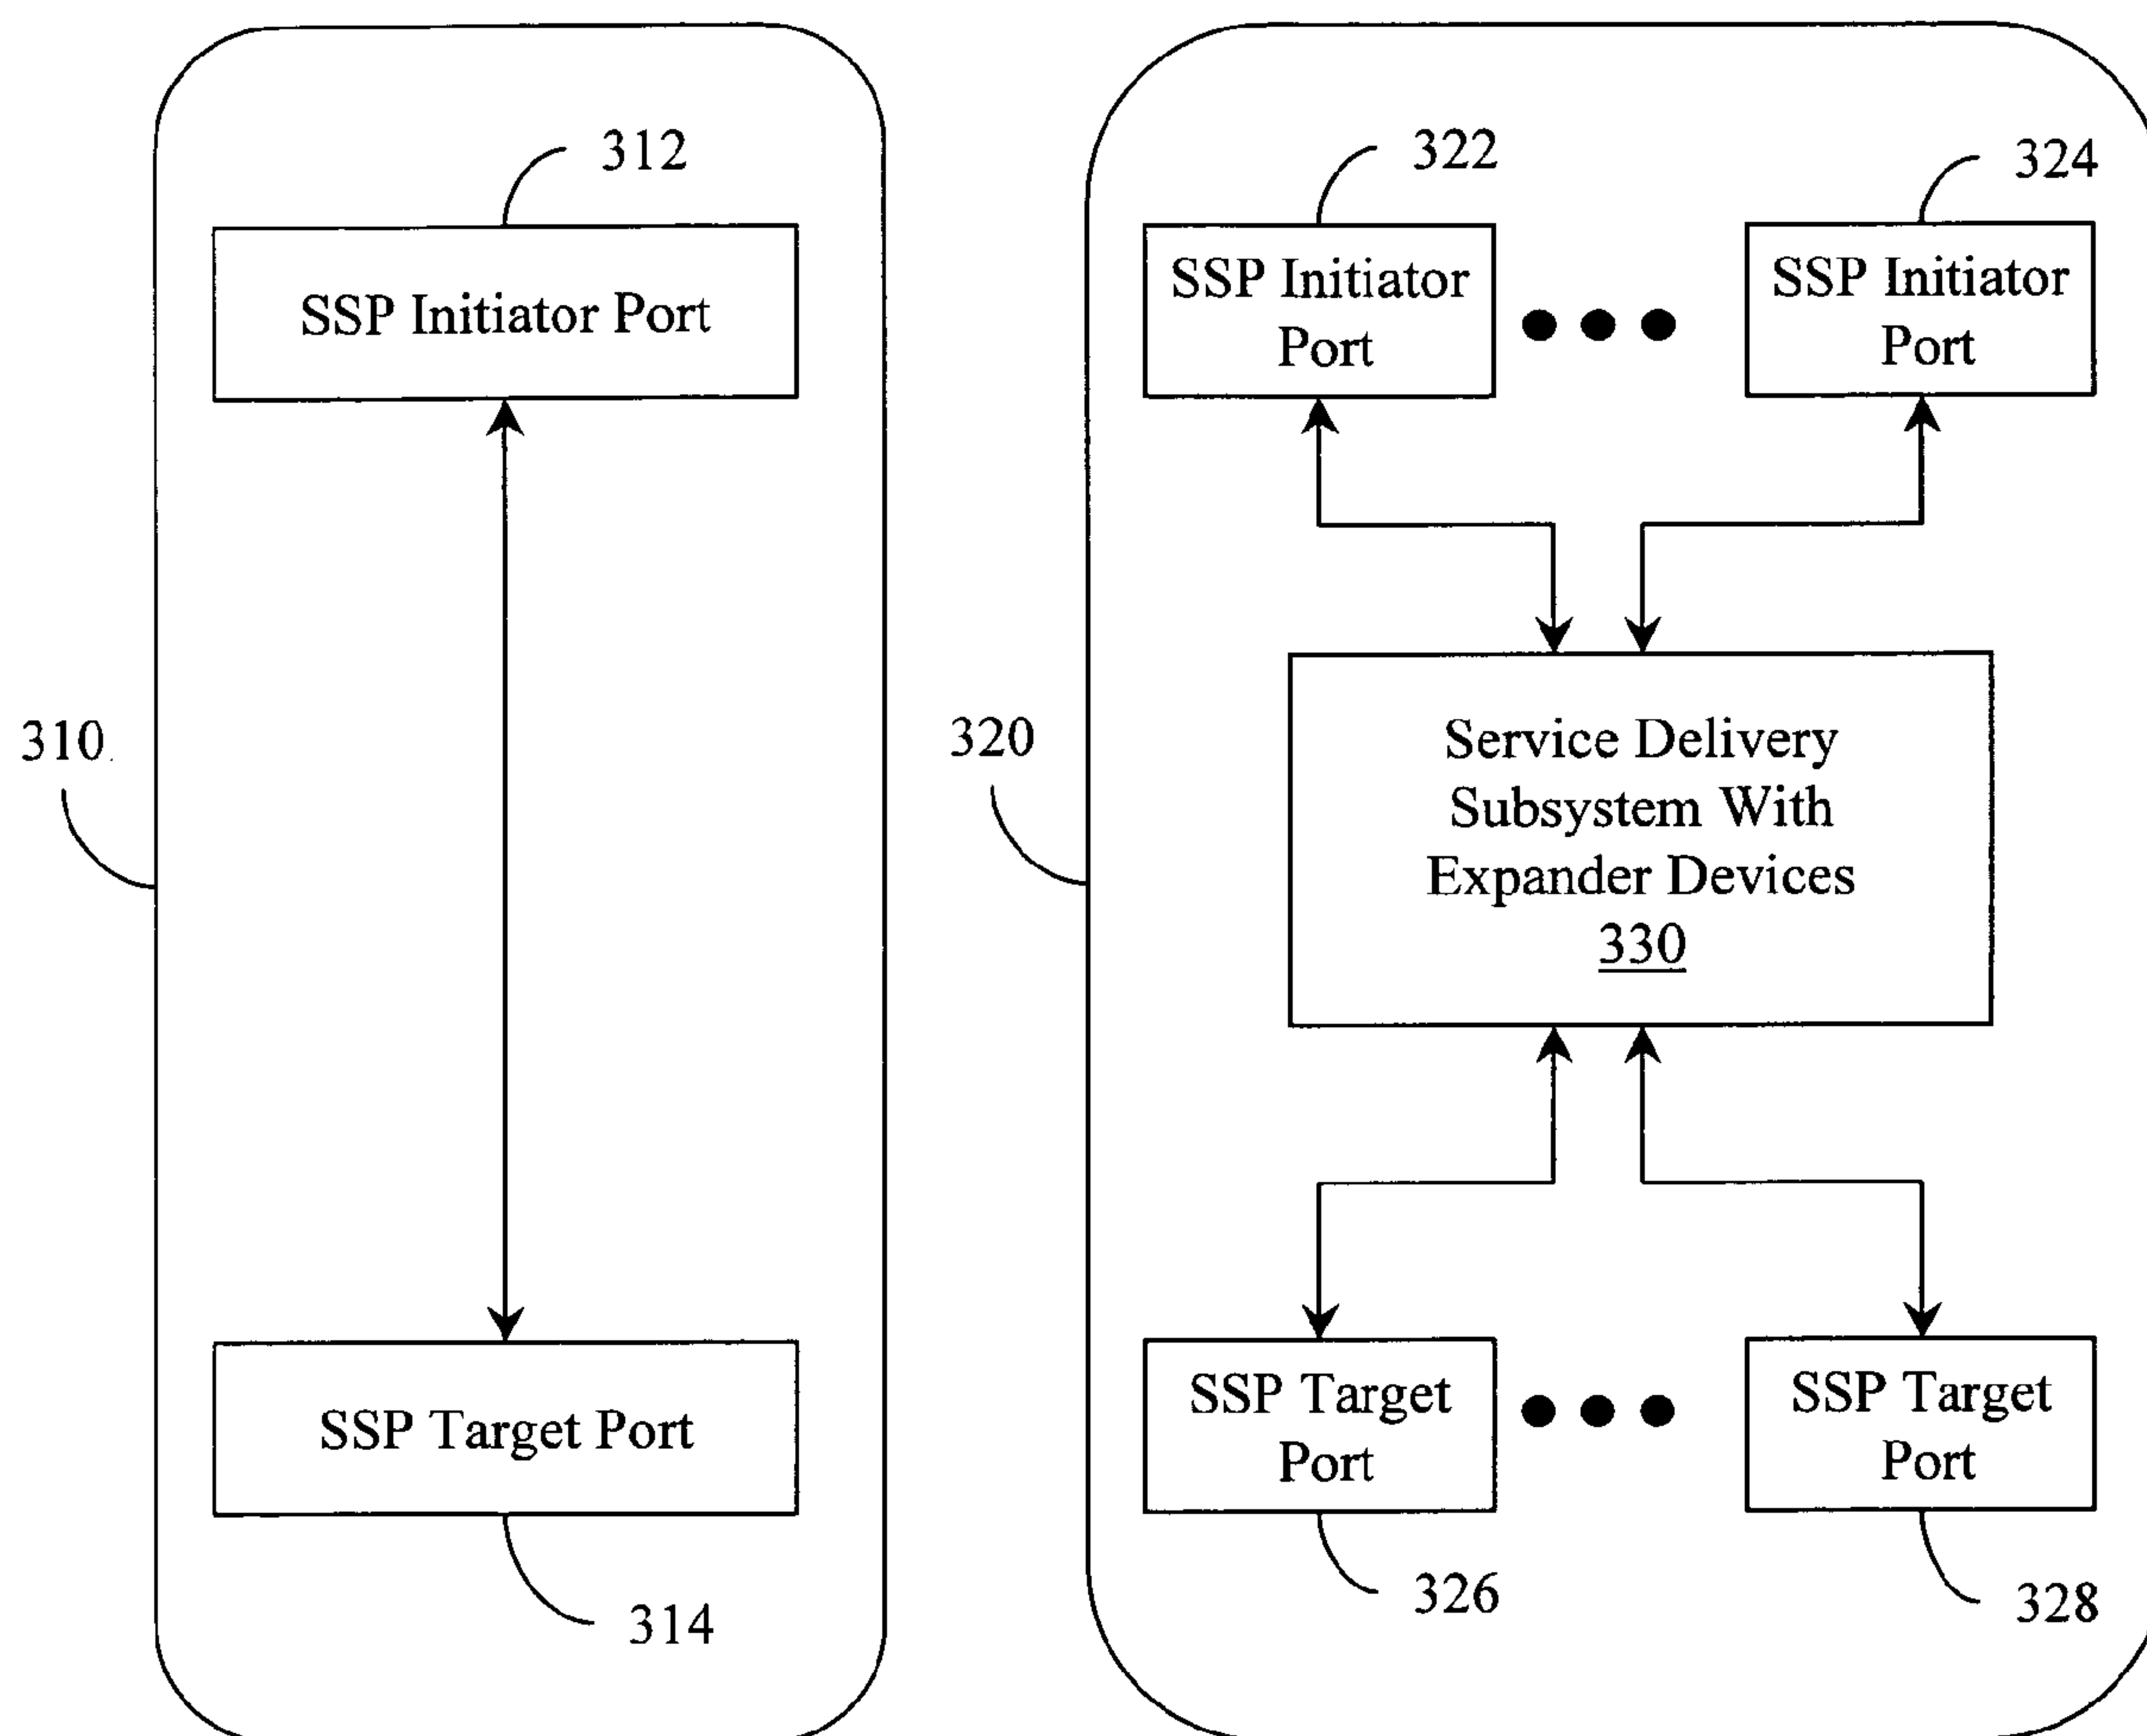 312
SSP Initiator Port
310
SSP Target Port
314
322
324
SSP Initiator
Port
SSP Initiator
Port
320
Service Delivery
Subsystem With
Expander Devices
330
SSP Target
Port
SSP Target
Port
326
328